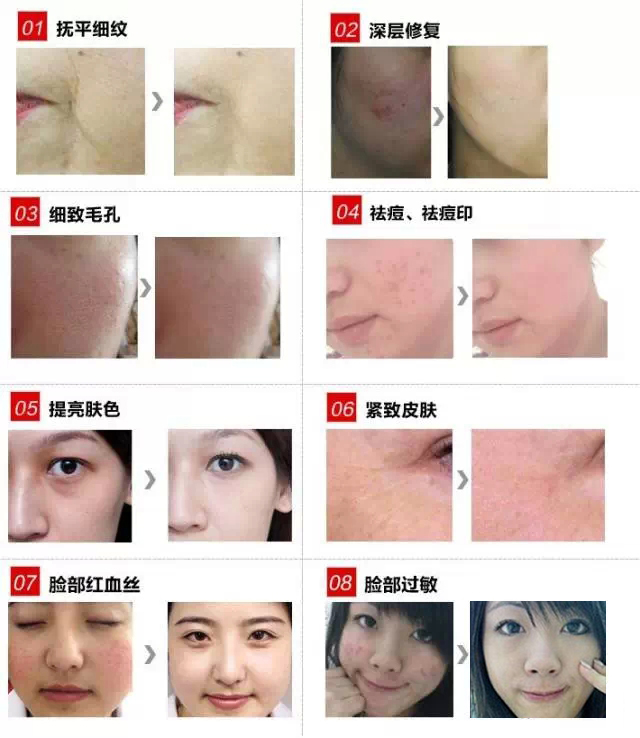 01 抚平细纹
02 深层修复
03 细致毛孔
04 祛痘、祛痘印
05 提亮肤色
06 紧致皮肤
07 脸部红血丝
08 脸部过敏